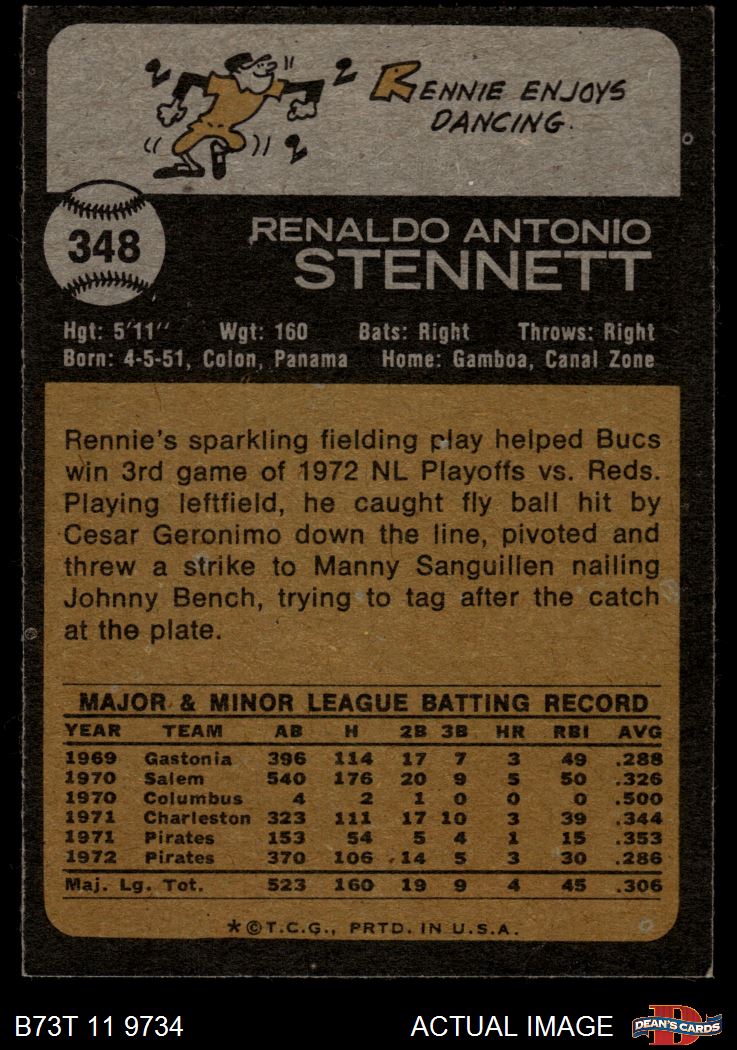 RENNIE ENJOYS
DANCING.
348
RENALDO ANTONIO
STENNETT
Hgt: 5'11" Wgt: 160 Bats: Right Throws: Right
Born: 4-5-51, Colon, Panama Home: Gamboa, Canal Zone
Rennie's sparkling fielding play helped Bucs
win 3rd game of 1972 NL Playoffs vs. Reds.
Playing leftfield, he caught fly ball hit by
Cesar Geronimo down the line, pivoted and
threw a strike to Manny Sanguillen nailing
Johnny Bench, trying to tag after the catch
at the plate.
MAJOR & MINOR LEAGUE BATTING RECORD
YEAR TEAM AB H 2B 3B HR RBI AVG
1969 Gastonia 396 114 17 7 3 49 .288
1970 Salem 540 176 20 9 5 50 .326
1970 Columbus 4 2 1 0 0 0 .500
1971 Charleston 323 111 17 10 3 39 .344
1971 Pirates 153 54 5 4 1 15 .353
1972 Pirates 370 106 14 5 3 30 .286
Maj. Lg. Tot. 523 160 19 9 4 45 .306
*©T.C.G., PRTD. IN U.S.A.
B73T 11 9734 ACTUAL IMAGE DEAN'S CARDS